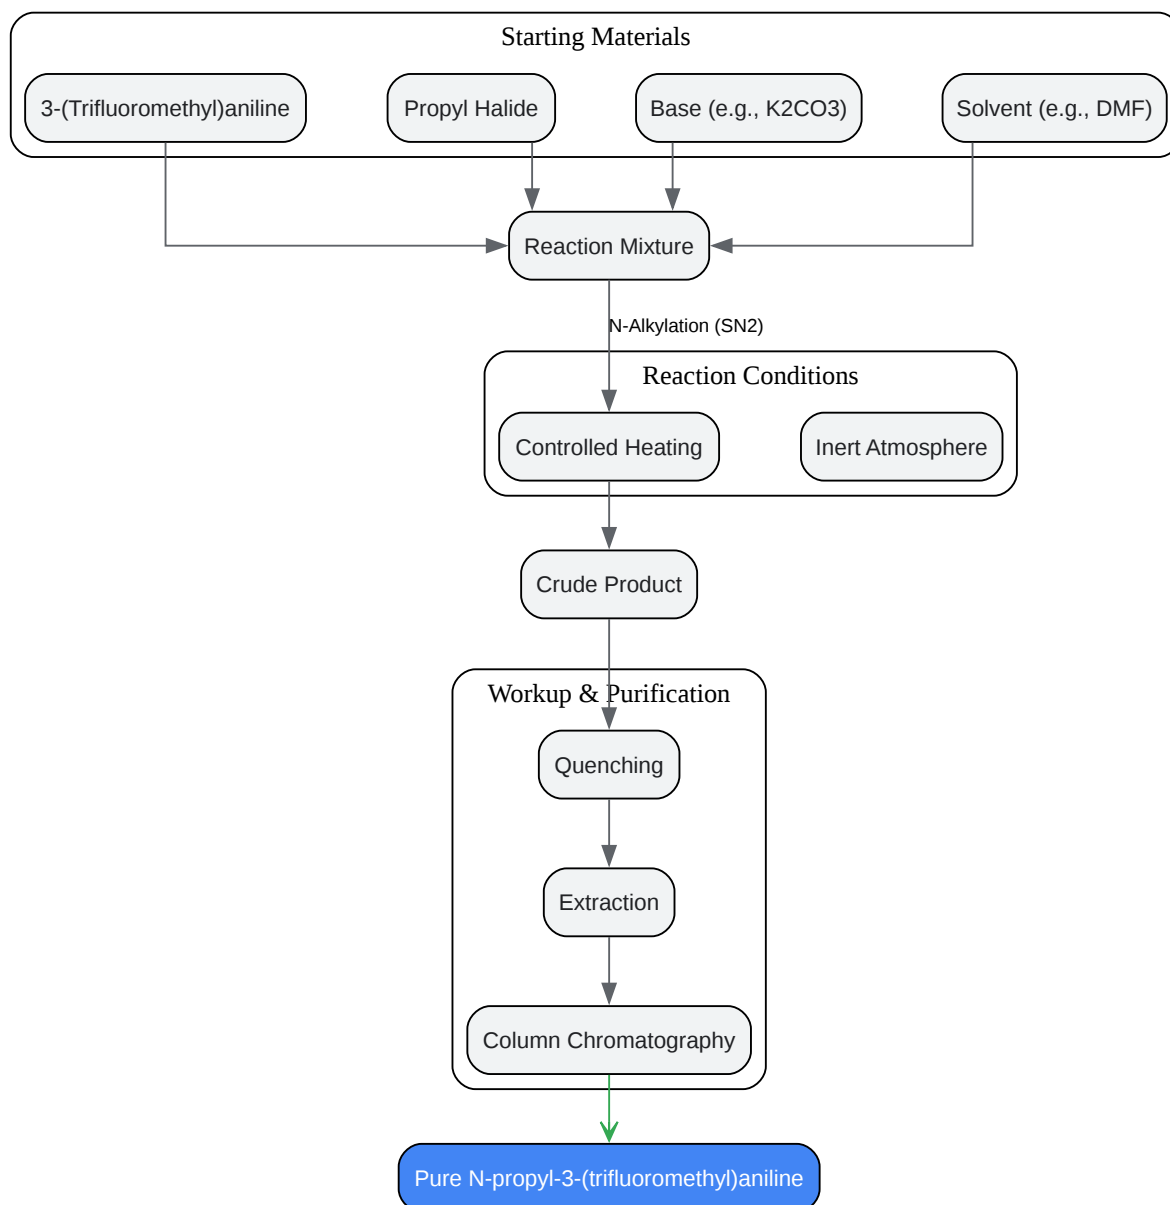 Starting Materials
3-(Trifluoromethyl)aniline
Propyl Halide
Base (e.g., K2CO3)
Solvent (e.g., DMF)
Reaction Mixture
N-Alkylation (SN2)
Reaction Conditions
Controlled Heating
Inert Atmosphere
Crude Product
Workup & Purification
Quenching
Extraction
Column Chromatography
Pure N-propyl-3-(trifluoromethyl)aniline